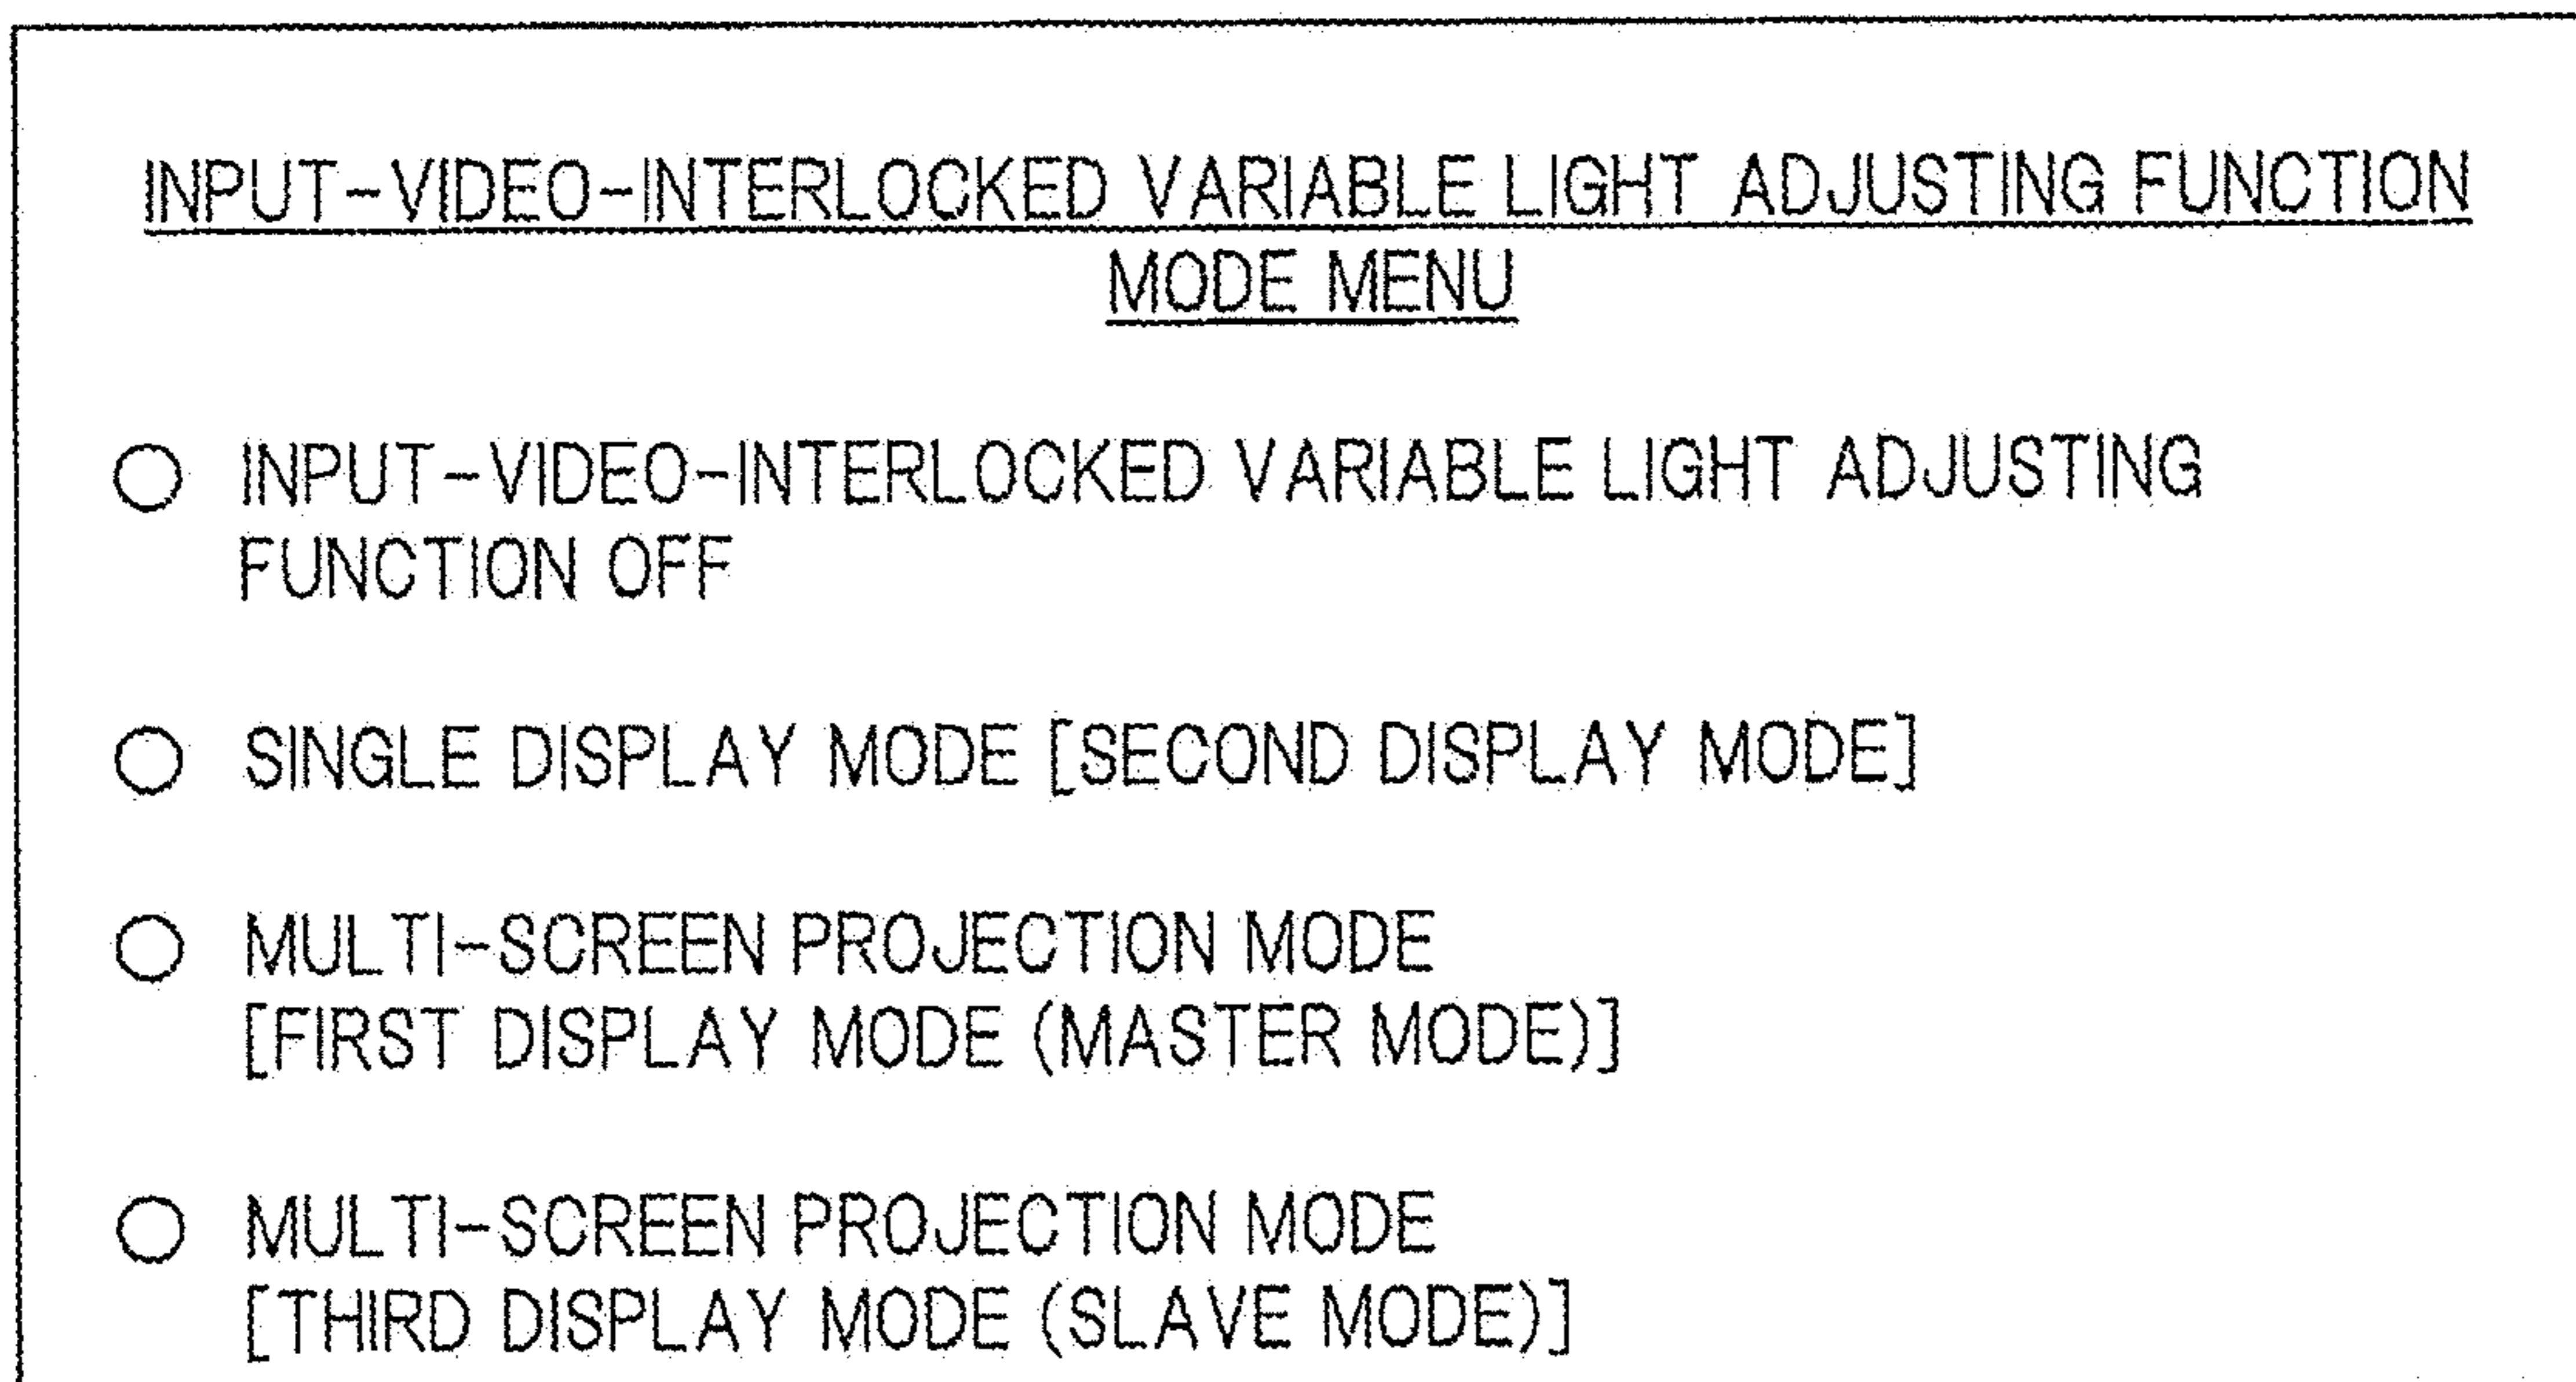 INPUT-VIDEO-INTERLOCKED VARIABLE LIGHT ADJUSTING FUNCTION
MODE MENU
INPUT-VIDEO-INTERLOCKED VARIABLE LIGHT ADJUSTING
FUNCTION OFF
SINGLE DISPLAY MODE [SECOND DISPLAY MODE]
MULTI-SCREEN PROJECTION MODE
[FIRST DISPLAY MODE (MASTER MODE)]
MULTI-SCREEN PROJECTION MODE
[THIRD DISPLAY MODE (SLAVE MODE)]